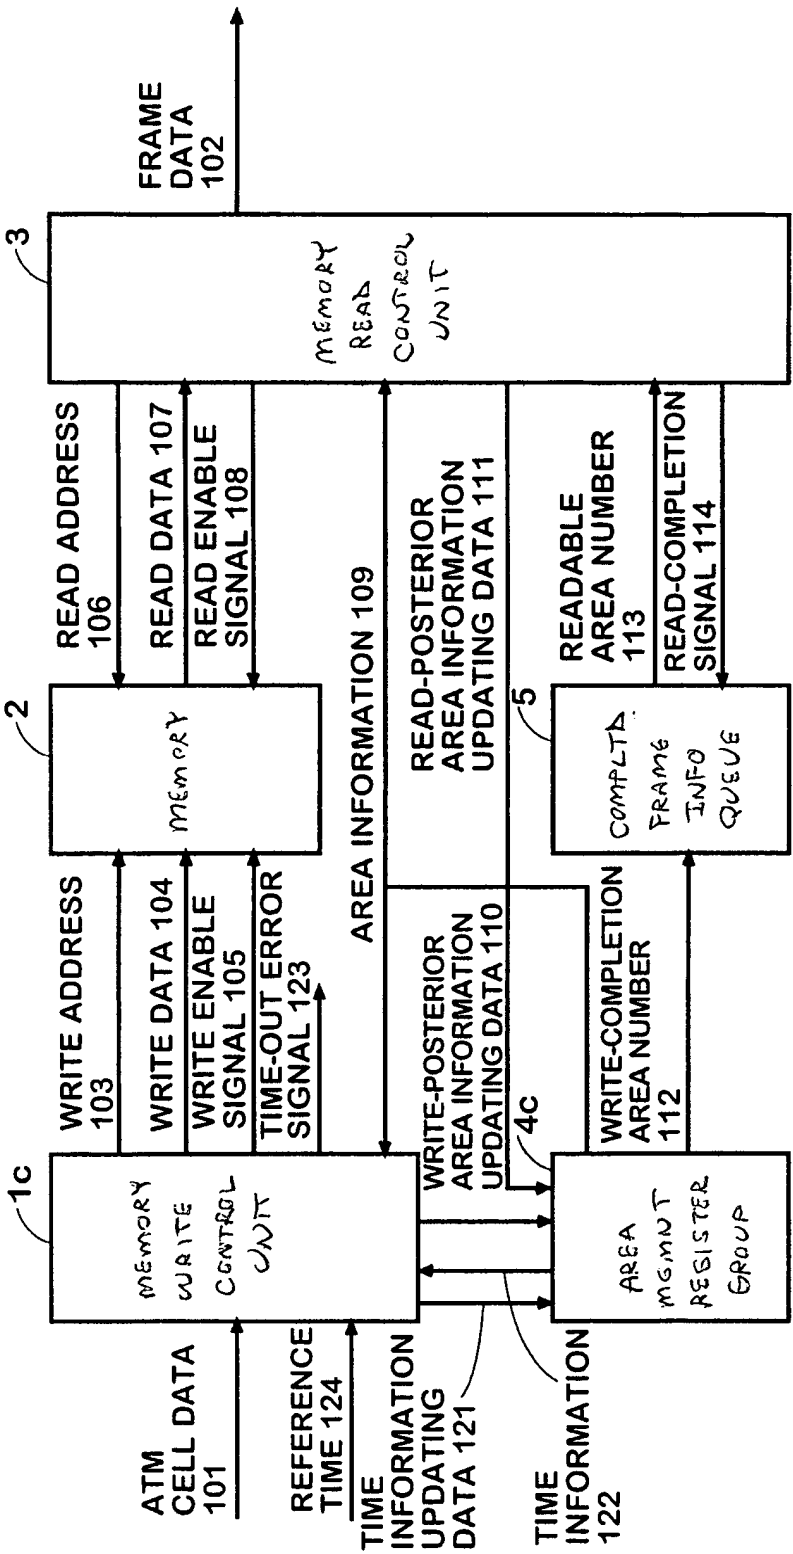 FRAME
DATA
102
3
MEMORY
READ
CONTROL
UNIT
READ ADDRESS
106
READ DATA 107
READ ENABLE
SIGNAL 108
AREA INFORMATION 109
READ-POSTERIOR
AREA INFORMATION
UPDATING DATA 111
READABLE
AREA NUMBER
113
READ-COMPLETION
SIGNAL 114
2
MEMORY
5
COMPLTD.
FRAME
INFO
QUEUE
WRITE ADDRESS
103
WRITE DATA 104
WRITE ENABLE
SIGNAL 105
TIME-OUT ERROR
SIGNAL 123
WRITE-POSTERIOR
AREA INFORMATION
UPDATING DATA 110
WRITE-COMPLETION
AREA NUMBER
112
1c
MEMORY
WRITE
CONTROL
UNIT
4c
AREA
MGMNT
REGISTER
GROUP
ATM
CELL DATA
101
REFERENCE
TIME 124
TIME
INFORMATION
UPDATING
DATA 121
TIME
INFORMATION
122